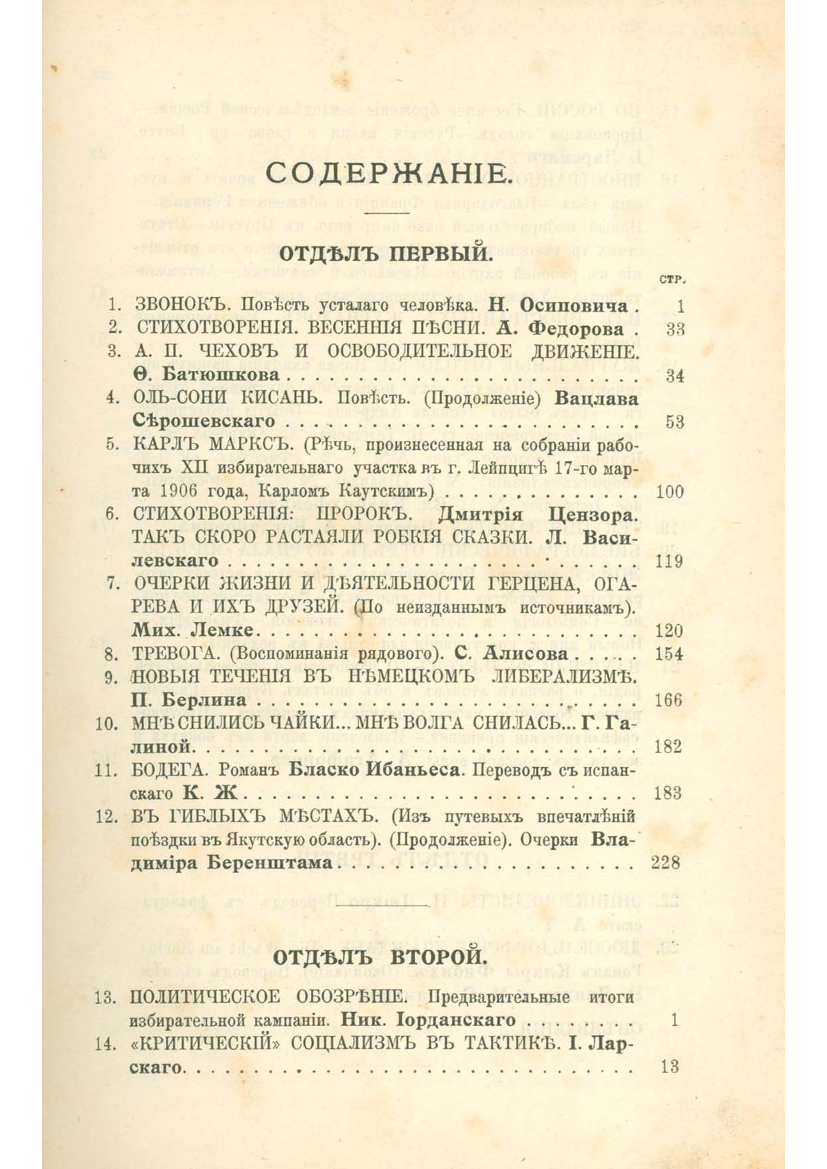 СОДЕРЖАНІЕ.
ОТДѢЛЪ ПЕРВЫЙ.
СТР.
1. ЗВОНОКЪ. Повѣсть усталаго человѣка. Н. Осиповича . 1
2. СТИХОТВОРЕНІЯ. ВЕСЕННІЯ ПѢСНИ. А. Федорова . 33
3. А. П. ЧЕХОВЪ И ОСВОБОДИТЕЛЬНОЕ ДВИЖЕНІЕ.
Ѳ. Батюшкова . . . . . . . . . . . . . . . . . . . . . . . . 34
4. ОЛЬ-СОНИ КИСАНЬ. Повѣсть. (Продолженіе) Вацлава
Сѣрошевскаго . . . . . . . . . . . . . . . . . . . . . . . . 53
5. КАРЛЪ МАРКСЪ. (Рѣчь, произнесенная на собраніи рабо-
чихъ XII избирательнаго участка въ г. Лейпцигѣ 17-го мар-
та 1906 года, Карломъ Каутскимъ) . . . . . . . . . . . . . 100
6. СТИХОТВОРЕНІЯ: ПРОРОКЪ. Дмитрія Цензора.
ТАКЪ СКОРО РАСТАЯЛИ РОБКІЯ СКАЗКИ. Л. Васи-
левскаго . . . . . . . . . . . . . . . . . . . . . . . . . . . 119
7. ОЧЕРКИ ЖИЗНИ И ДѢЯТЕЛЬНОСТИ ГЕРЦЕНА, ОГА-
РЕВА И ИХЪ ДРУЗЕЙ. (По неизданнымъ источникамъ).
Мих. Лемке. . . . . . . . . . . . . . . . . . . . . . . . . . 120
8. ТРЕВОГА. (Воспоминанія рядового). С. Алисова . . . . . 154
9. НОВЫЯ ТЕЧЕНІЯ ВЪ НѢМЕЦКОМЪ ЛИБЕРАЛИЗМѢ.
П. Берлина . . . . . . . . . . . . . . . . . . . . . . . . . . 166
10. МНѢ СНИЛИСЬ ЧАЙКИ... МНѢ ВОЛГА СНИЛАСЬ... Г. Га-
линой. . . . . . . . . . . . . . . . . . . . . . . . . . . . . . 182
11. БОДЕГА. Романъ Бласко Ибаньеса. Переводъ съ испан-
скаго К. Ж . . . . . . . . . . . . . . . . . . . . . . . . . . 183
12. ВЪ ГИБЛЫХЪ МѢСТАХЪ. (Изъ путевыхъ впечатлѣній
поѣздки въ Якутскую область). (Продолженіе). Очерки Вла-
диміра Беренштама . . . . . . . . . . . . . . . . . . . . . 228
ОТДѢЛЪ ВТОРОЙ.
13. ПОЛИТИЧЕСКОЕ ОБОЗРѢНІЕ. Предварительные итоги
избирательной кампаніи. Ник. Іорданскаго . . . . . . . . 1
14. «КРИТИЧЕСКІЙ» СОЦІАЛИЗМЪ ВЪ ТАКТИКѢ. І. Лар-
скаго. . . . . . . . . . . . . . . . . . . . . . . . . . . . . . 13